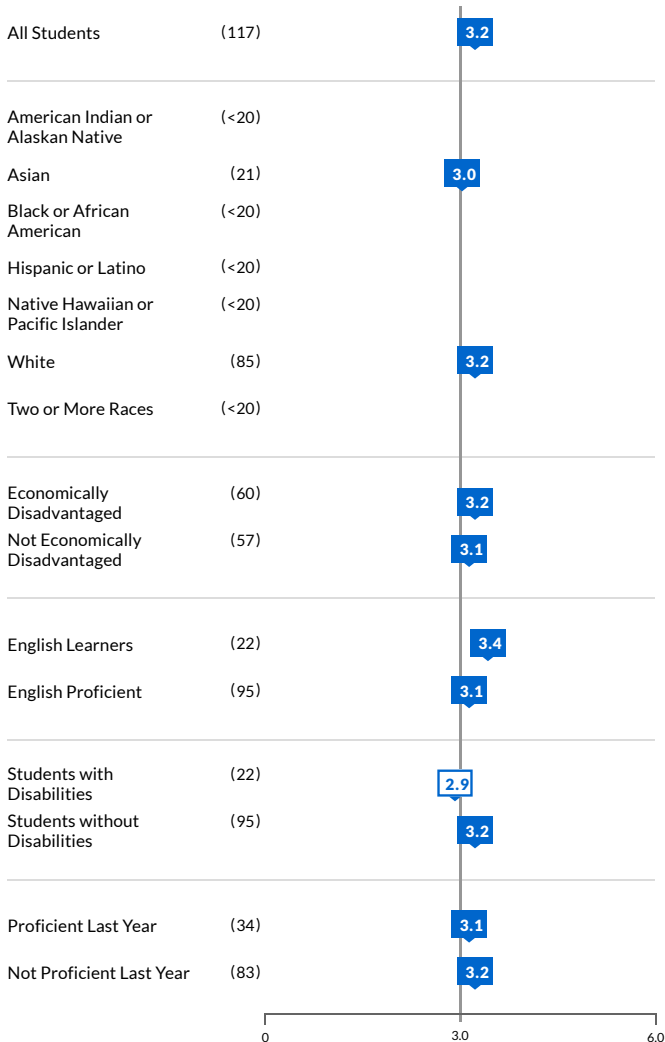 All Students (117) 3.2
American Indian or (<20)
Alaskan Native
Asian (21) 3.0
Black or African (<20)
American
Hispanic or Latino (<20)
Native Hawaiian or (<20)
Pacific Islander
White (85) 3.2
Two or More Races (<20)
Economically (60) 3.2
Disadvantaged
Not Economically (57) 3.1
Disadvantaged
English Learners (22) 3.4
English Proficient (95) 3.1
Students with (22) 2.9
Disabilities
Students without (95) 3.2
Disabilities
Proficient Last Year (34) 3.1
Not Proficient Last Year (83) 3.2
0 3.0 6.0